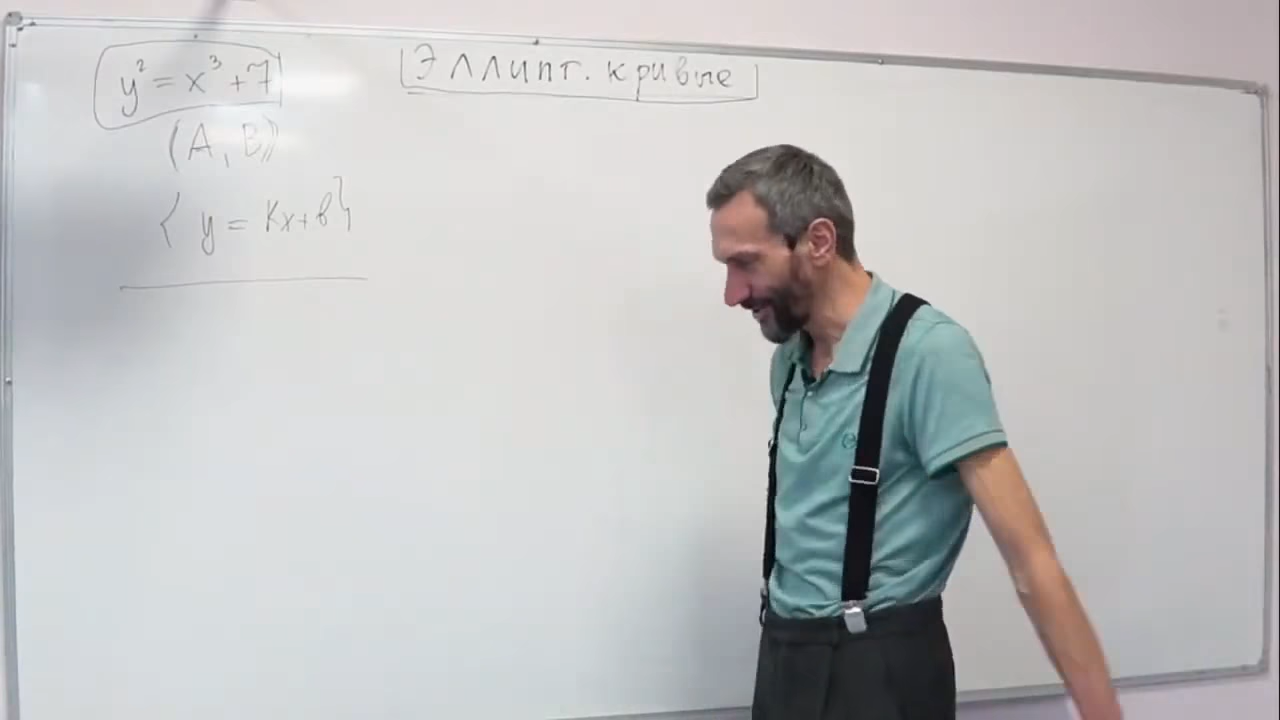 y² = x³ + 7
Эллипт. кривые
(A, B)
{ y = Kx + b }